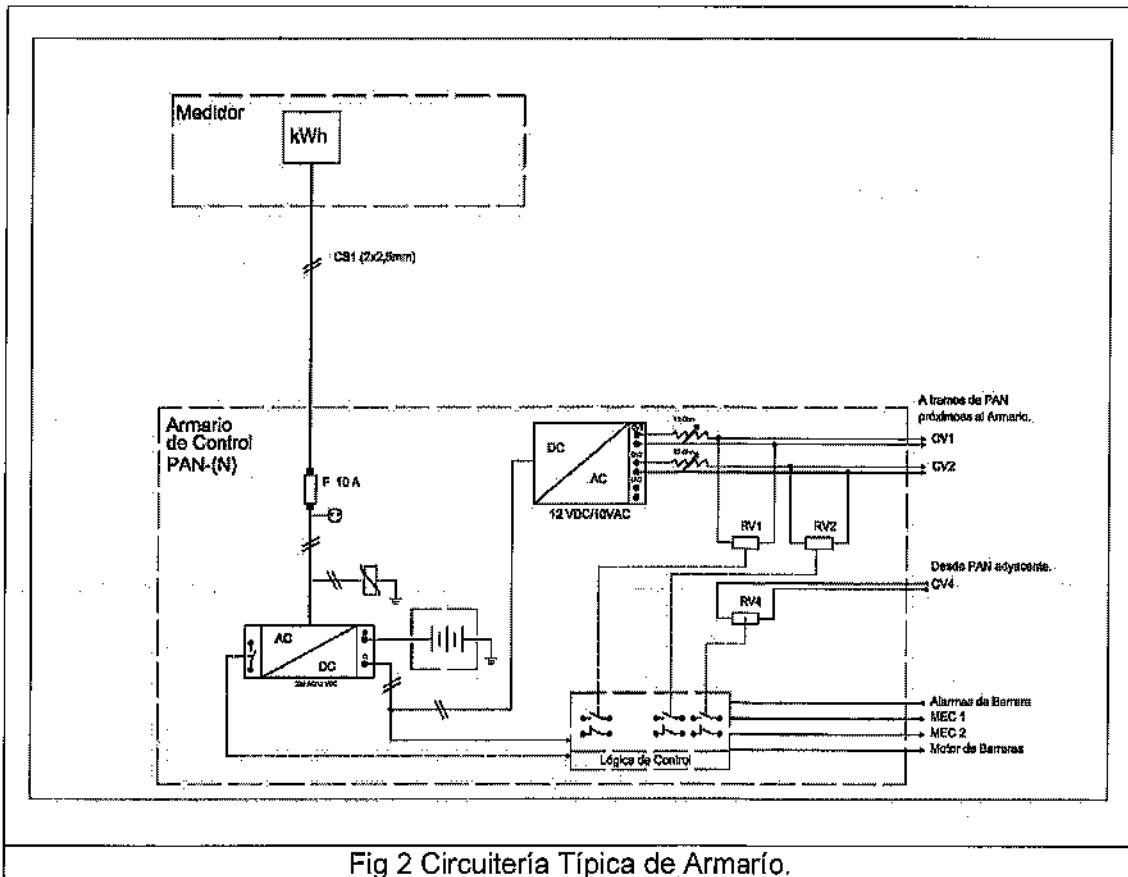 Medidor
kWh
CS1 (2x2,5mm)
Armario
de Control
PAN-(N)
F 10 A
DC
AC
12 VDC/10VAC
A tramos de PAN
próximos al Armario.
CV1
CV2
RV1
RV2
Desde PAN adyacente.
CV4
RV4
AC
DC
Alarmas de Barrera
MEC 1
MEC 2
Motor de Barreras
Lógica de Control
Fig 2 Circuitería Típica de Armarío.